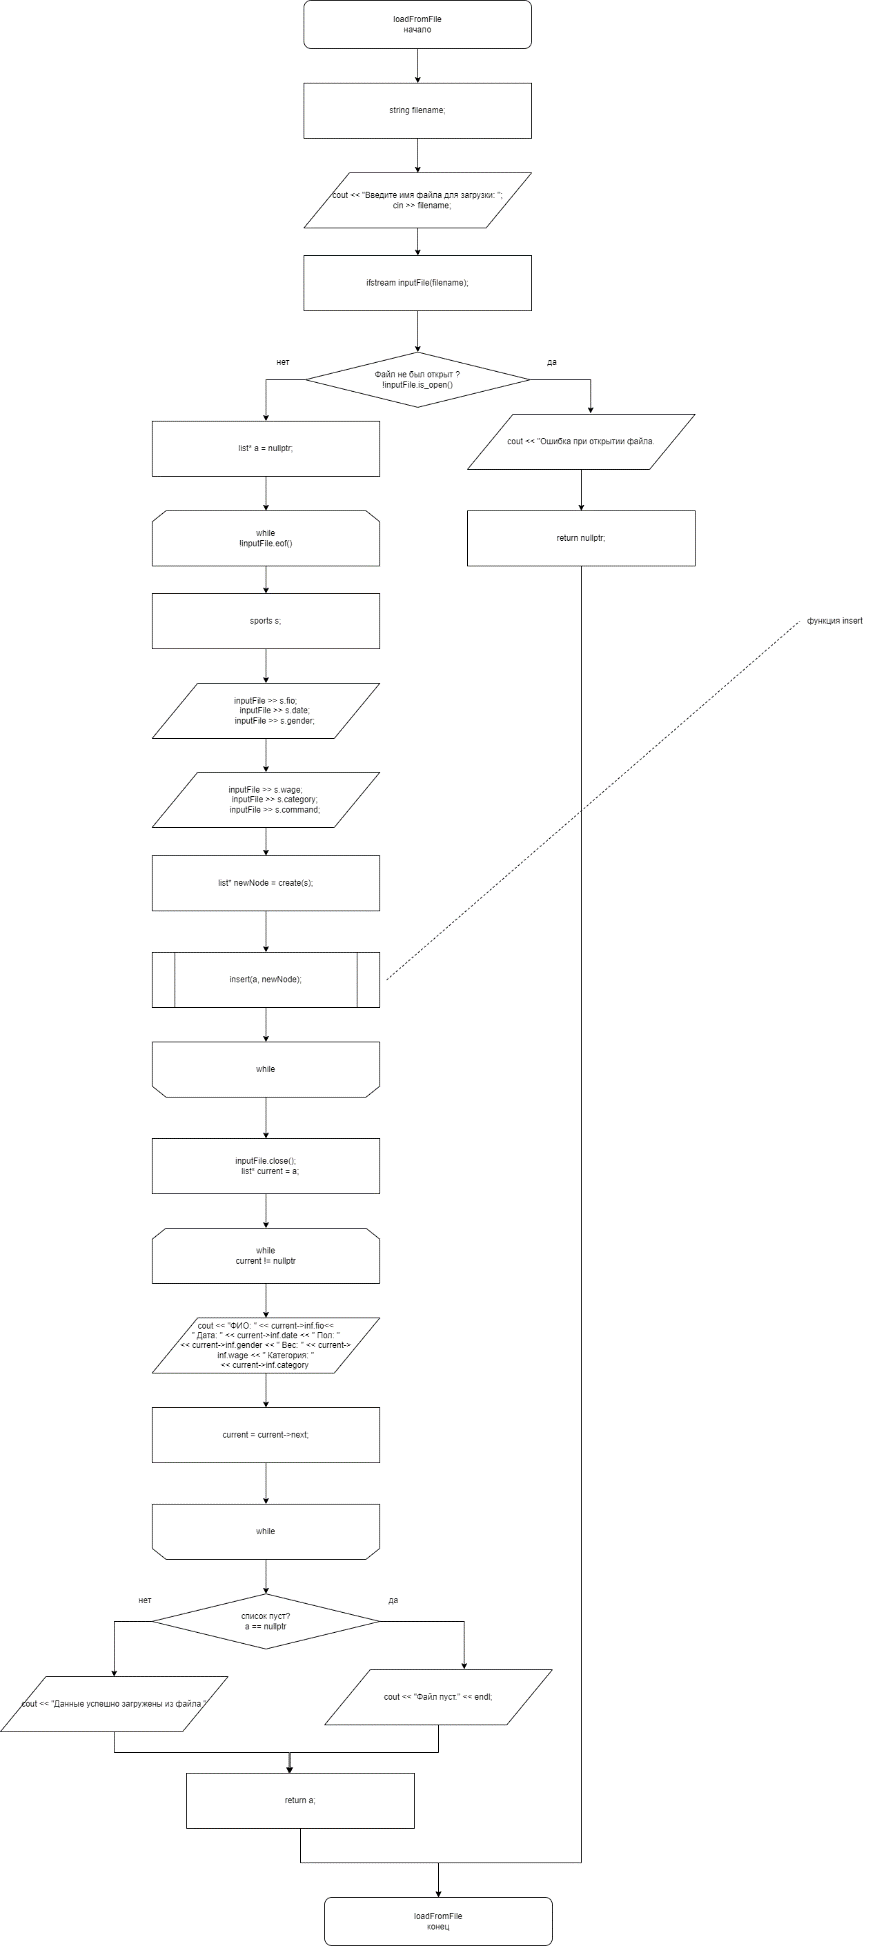 loadFromFile
начало
string filename;
cout << "Введите имя файла для загрузки: ";
cin >> filename;
ifstream inputFile(filename);
нет
да
Файл не был открыт ?
!inputFile.is_open()
list* a = nullptr;
cout << "Ошибка при открытии файла.
while
!inputFile.eof()
return nullptr;
sports s;
функция insert
inputFile >> s.fio;
inputFile >> s.date;
inputFile >> s.gender;
inputFile >> s.wage;
inputFile >> s.category;
inputFile >> s.command;
list* newNode = create(s);
insert(a, newNode);
while
inputFile.close();
list* current = a;
while
current != nullptr
cout << "ФИО: " << current->inf.fio<<
" Дата: " << current->inf.date << " Пол: "
<< current->inf.gender << " Вес: " << current->
inf.wage << " Категория: "
<< current->inf.category
current = current->next;
while
нет
да
список пуст?
a == nullptr
cout << "Данные успешно загружены из файла "
cout << "Файл пуст." << endl;
return a;
loadFromFile
конец